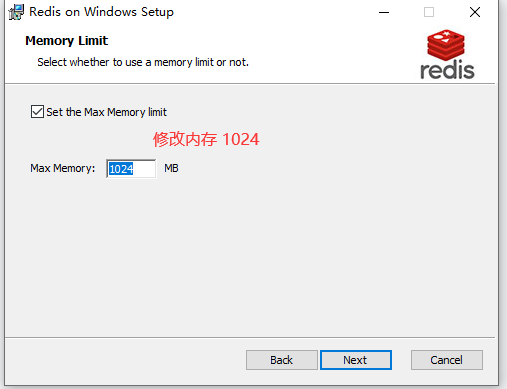 Redis on Windows Setup
Memory Limit
Select whether to use a memory limit or not.
redis
Set the Max Memory limit
修改内存 1024
Max Memory: 1024 MB
Back Next Cancel